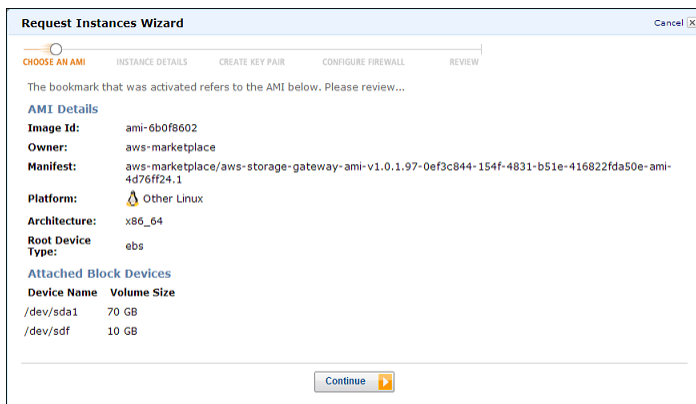 Request Instances Wizard
Cancel X
CHOOSE AN AMI INSTANCE DETAILS CREATE KEY PAIR CONFIGURE FIREWALL REVIEW
The bookmark that was activated refers to the AMI below. Please review...
AMI Details
Image Id: ami-6b0f8602
Owner: aws-marketplace
Manifest: aws-marketplace/aws-storage-gateway-ami-v1.0.1.97-0ef3c844-154f-4831-b51e-416822fda50e-ami-
4d76ff24.1
Platform: Other Linux
Architecture: x86_64
Root Device
Type: ebs
Attached Block Devices
Device Name Volume Size
/dev/sda1 70 GB
/dev/sdf 10 GB
Continue